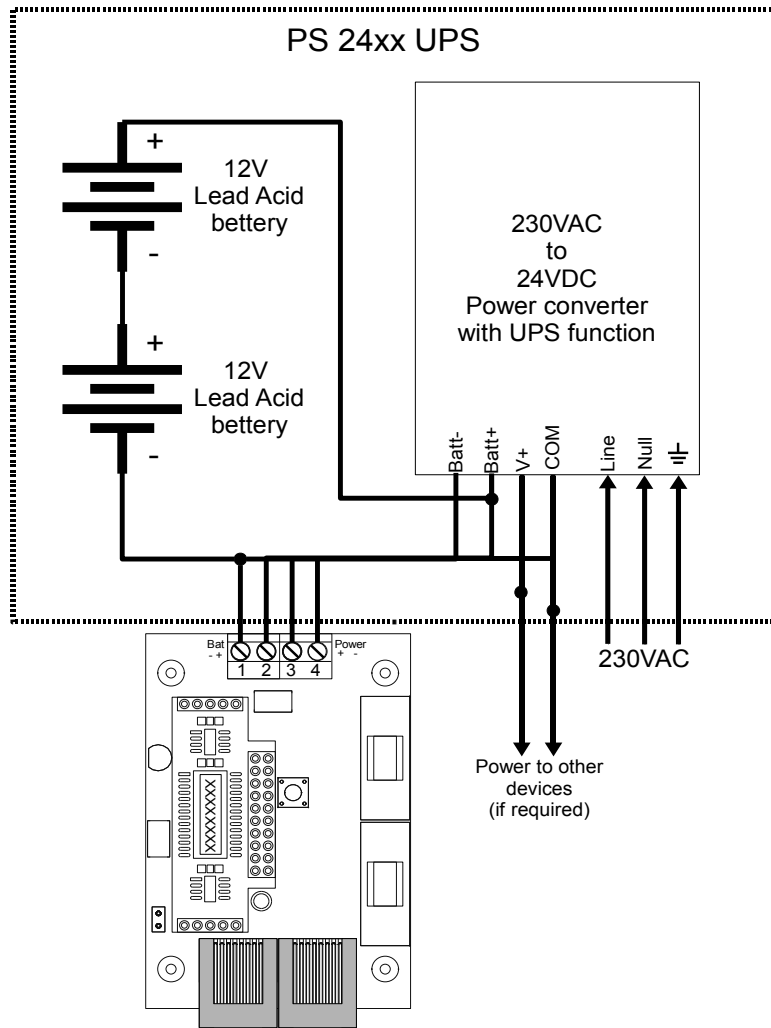 PS 24xx UPS
+
12V
Lead Acid
bettery
-
+
12V
Lead Acid
bettery
-
230VAC
to
24VDC
Power converter
with UPS function
Batt-
Batt+
V+
COM
Line
Null
230VAC
Bat
- +
Power
+ -
1 2 3 4
Power to other
devices
(if required)
XXXXXXXX